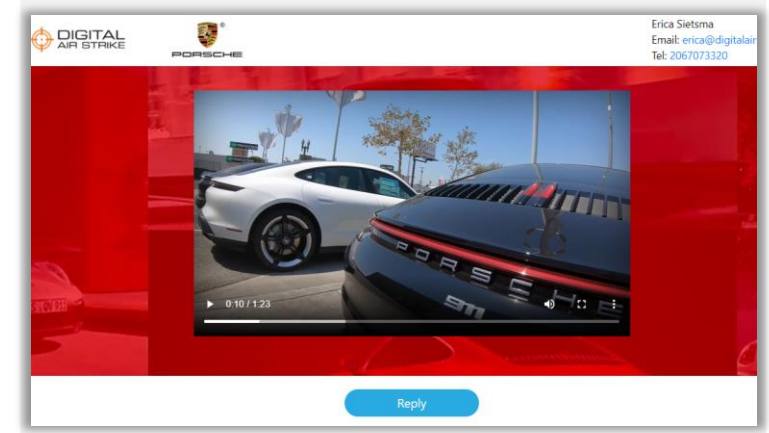 DIGITAL
AIR STRIKE
PORSCHE
Erica Sietsma
Email: erica@digitalair
Tel: 2067073320
PORSCHE
911
0:10 / 1:23
Reply